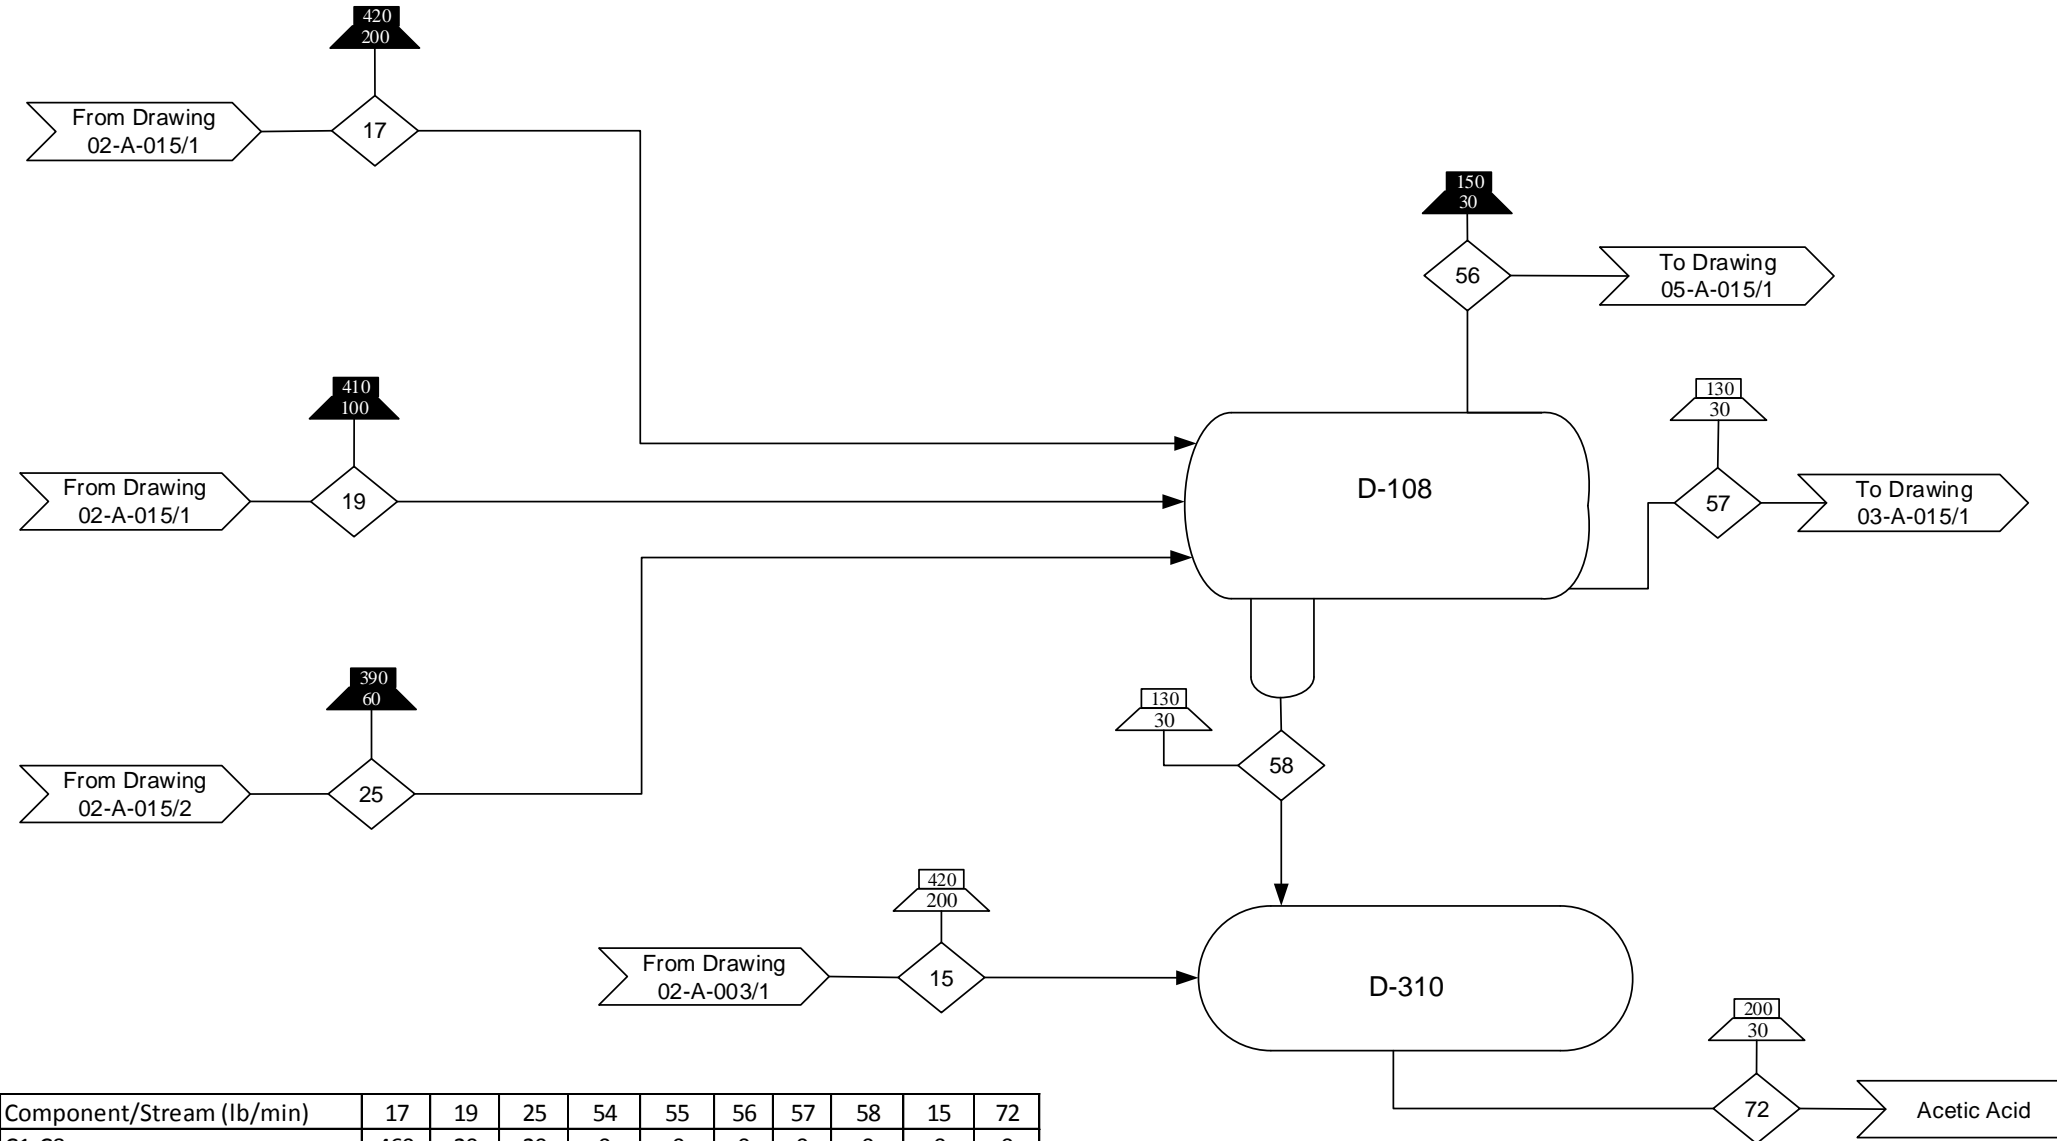 420
200
From Drawing
02-A-015/1
17
150
30
56
To Drawing
05-A-015/1
410
100
From Drawing
02-A-015/1
19
D-108
130
30
57
To Drawing
03-A-015/1
390
60
From Drawing
02-A-015/2
25
130
30
58
420
200
From Drawing
02-A-003/1
15
D-310
200
30
72
Acetic Acid
Component/Stream (lb/min) 17 19 25 54 55 56 57 58 15 72